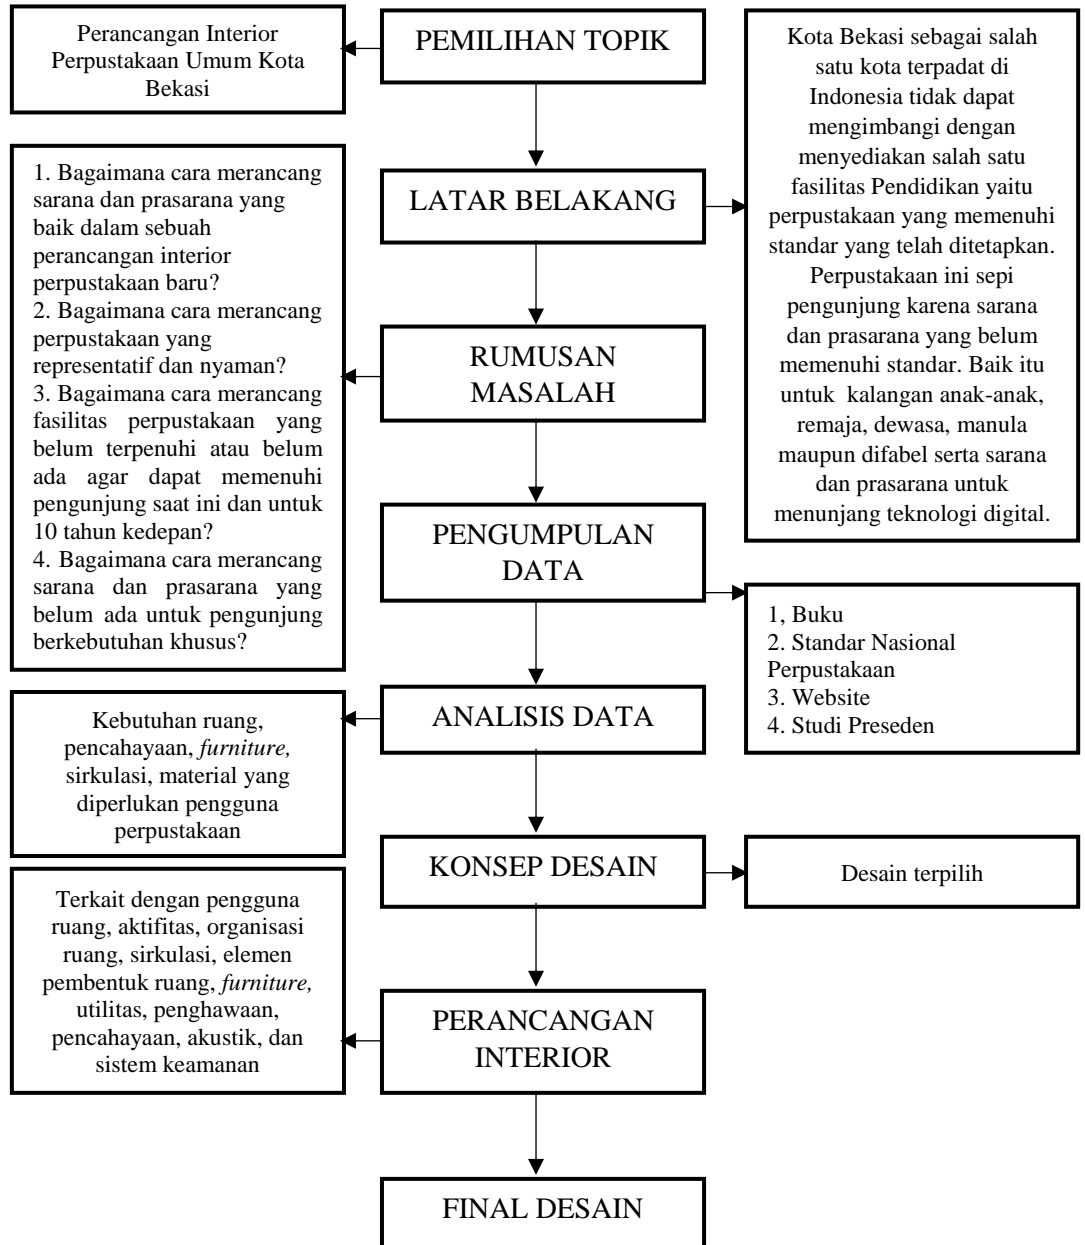 PEMILIHAN TOPIK
Perancangan Interior
Perpustakaan Umum Kota
Bekasi
LATAR BELAKANG
Kota Bekasi sebagai salah
satu kota terpadat di
Indonesia tidak dapat
mengimbangi dengan
menyediakan salah satu
fasilitas Pendidikan yaitu
perpustakaan yang memenuhi
standar yang telah ditetapkan.
Perpustakaan ini sepi
pengunjung karena sarana
dan prasarana yang belum
memenuhi standar. Baik itu
untuk kalangan anak-anak,
remaja, dewasa, manula
maupun difabel serta sarana
dan prasarana untuk
menunjang teknologi digital.
RUMUSAN
MASALAH
1. Bagaimana cara merancang
sarana dan prasarana yang
baik dalam sebuah
perancangan interior
perpustakaan baru?
2. Bagaimana cara merancang
perpustakaan yang
representatif dan nyaman?
3. Bagaimana cara merancang
fasilitas perpustakaan yang
belum terpenuhi atau belum
ada agar dapat memenuhi
pengunjung saat ini dan untuk
10 tahun kedepan?
4. Bagaimana cara merancang
sarana dan prasarana yang
belum ada untuk pengunjung
berkebutuhan khusus?
PENGUMPULAN
DATA
1, Buku
2. Standar Nasional
Perpustakaan
3. Website
4. Studi Preseden
ANALISIS DATA
Kebutuhan ruang,
pencahayaan, furniture,
sirkulasi, material yang
diperlukan pengguna
perpustakaan
KONSEP DESAIN
Desain terpilih
PERANCANGAN
INTERIOR
Terkait dengan pengguna
ruang, aktifitas, organisasi
ruang, sirkulasi, elemen
pembentuk ruang, furniture,
utilitas, penghawaan,
pencahayaan, akustik, dan
sistem keamanan
FINAL DESAIN